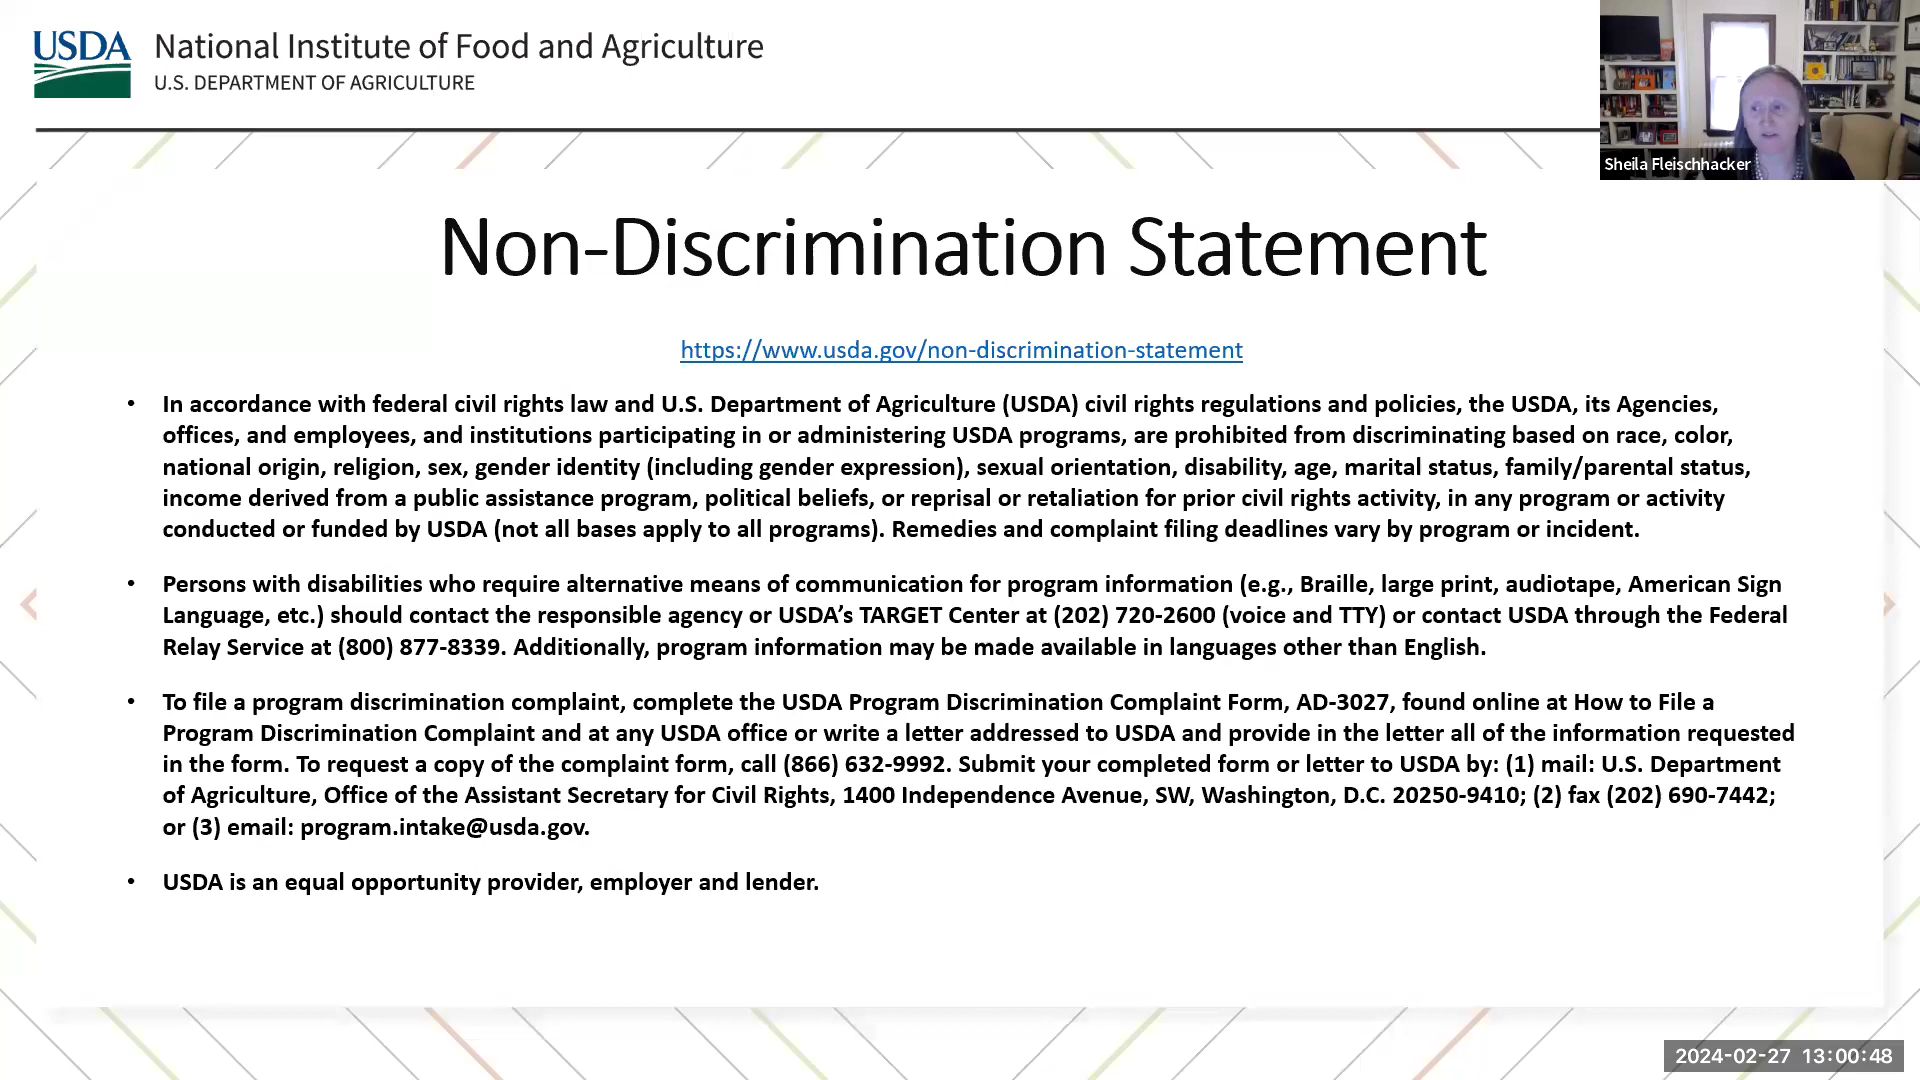 USDA
National Institute of Food and Agriculture
U.S. DEPARTMENT OF AGRICULTURE
Sheila Fleischhacker
Non-Discrimination Statement
https://www.usda.gov/non-discrimination-statement
• In accordance with federal civil rights law and U.S. Department of Agriculture (USDA) civil rights regulations and policies, the USDA, its Agencies,
offices, and employees, and institutions participating in or administering USDA programs, are prohibited from discriminating based on race, color,
national origin, religion, sex, gender identity (including gender expression), sexual orientation, disability, age, marital status, family/parental status,
income derived from a public assistance program, political beliefs, or reprisal or retaliation for prior civil rights activity, in any program or activity
conducted or funded by USDA (not all bases apply to all programs). Remedies and complaint filing deadlines vary by program or incident.
• Persons with disabilities who require alternative means of communication for program information (e.g., Braille, large print, audiotape, American Sign
Language, etc.) should contact the responsible agency or USDA’s TARGET Center at (202) 720-2600 (voice and TTY) or contact USDA through the Federal
Relay Service at (800) 877-8339. Additionally, program information may be made available in languages other than English.
• To file a program discrimination complaint, complete the USDA Program Discrimination Complaint Form, AD-3027, found online at How to File a
Program Discrimination Complaint and at any USDA office or write a letter addressed to USDA and provide in the letter all of the information requested
in the form. To request a copy of the complaint form, call (866) 632-9992. Submit your completed form or letter to USDA by: (1) mail: U.S. Department
of Agriculture, Office of the Assistant Secretary for Civil Rights, 1400 Independence Avenue, SW, Washington, D.C. 20250-9410; (2) fax (202) 690-7442;
or (3) email: program.intake@usda.gov.
• USDA is an equal opportunity provider, employer and lender.
2024-02-27 13:00:48